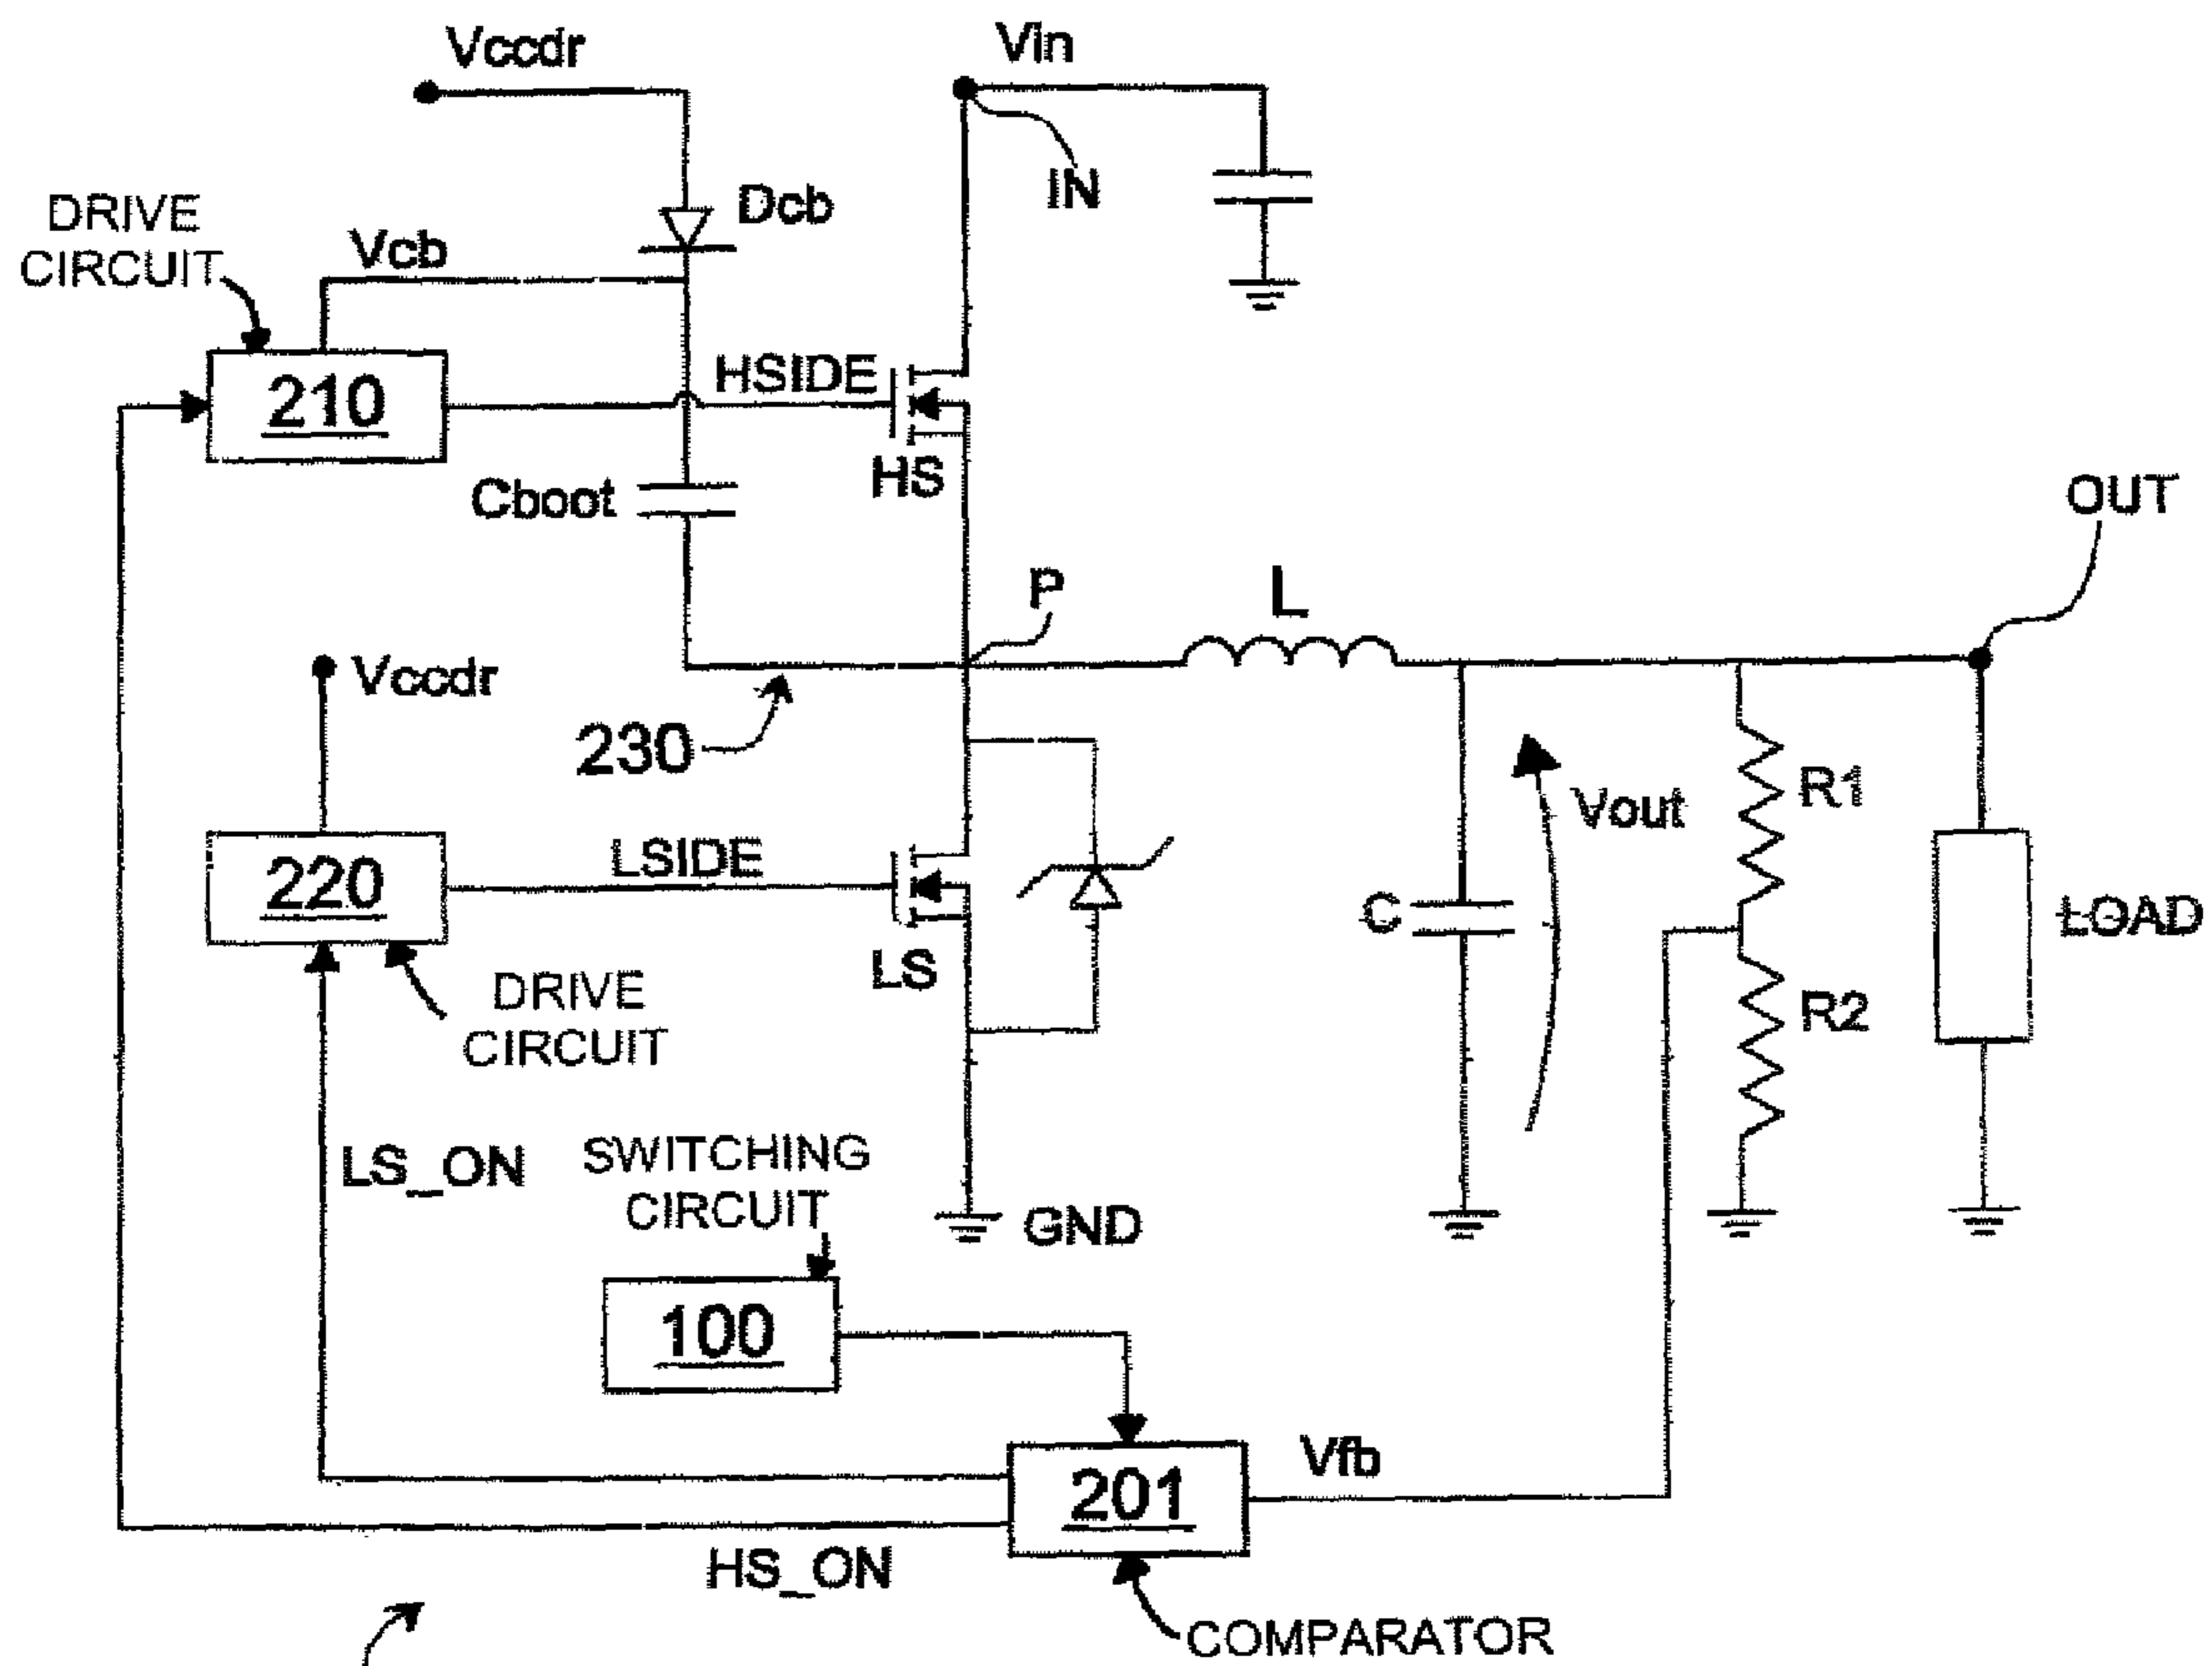 Vccdr
Vin
IN
Dcb
DRIVE
CIRCUIT
Vcb
210
HSIDE
HS
Cboot
OUT
P
L
Vccdr
230
R1
Vout
220
LSIDE
LS
C
LOAD
DRIVE
CIRCUIT
R2
LS_ON
SWITCHING
CIRCUIT
GND
100
Vfb
201
HS_ON
COMPARATOR